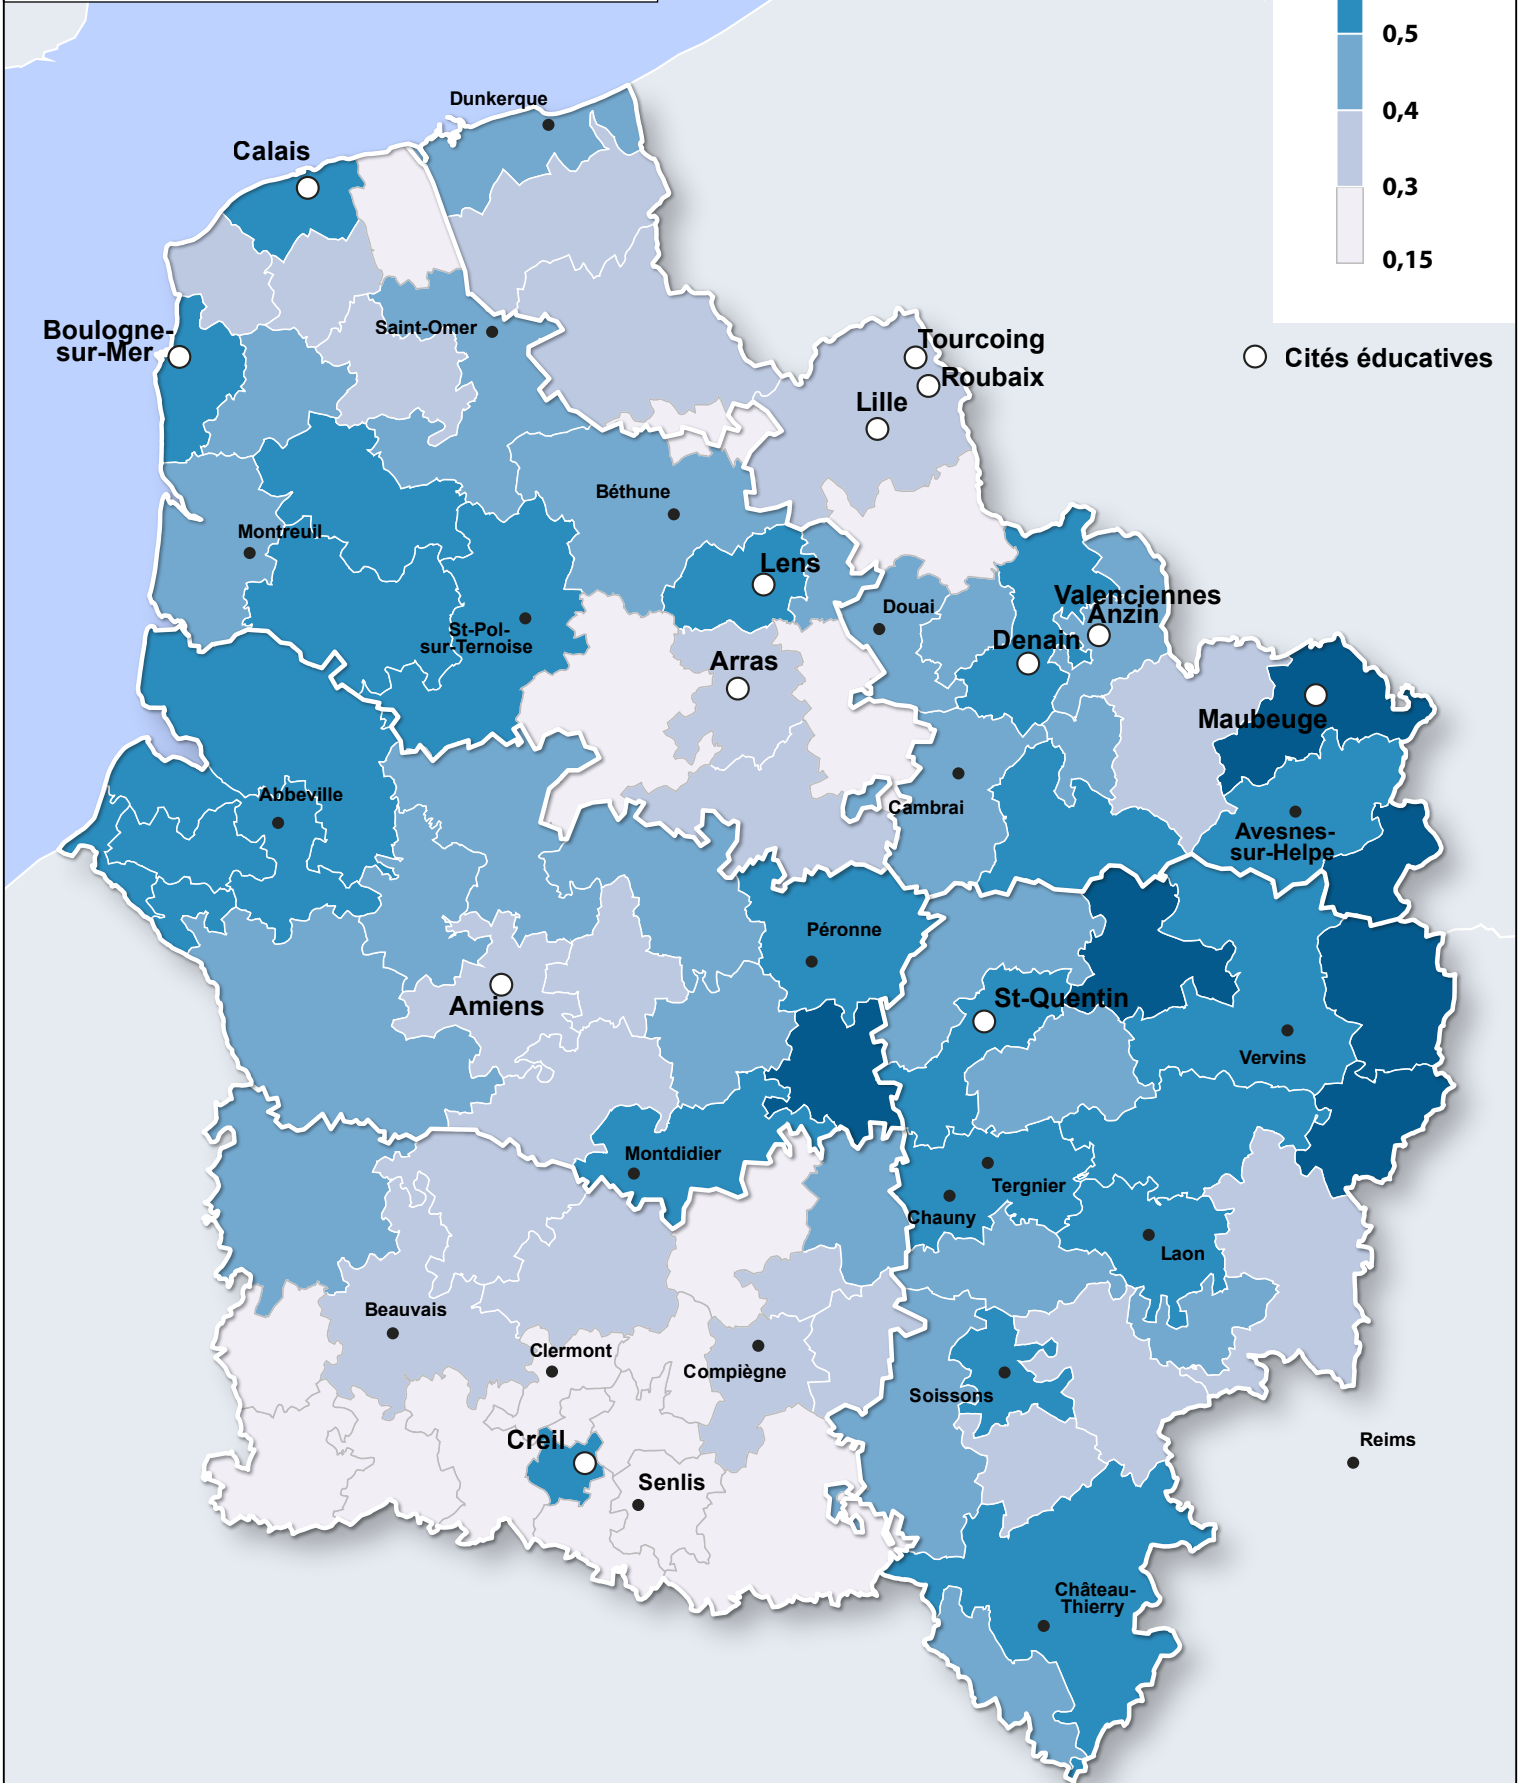 0,5
0,4
0,3
0,15
Cités éducatives
Dunkerque
Calais
Saint-Omer
Boulogne-
sur-Mer
Tourcoing
Roubaix
Lille
Béthune
Montreuil
Lens
Douai
Valenciennes
Anzin
Denain
St-Pol-
sur-Ternoise
Arras
Maubeuge
Abbeville
Cambrai
Avesnes-
sur-Helpe
Péronne
Amiens
St-Quentin
Vervins
Montdidier
Tergnier
Chauny
Laon
Beauvais
Clermont
Compiègne
Soissons
Creil
Senlis
Reims
Château-
Thierry